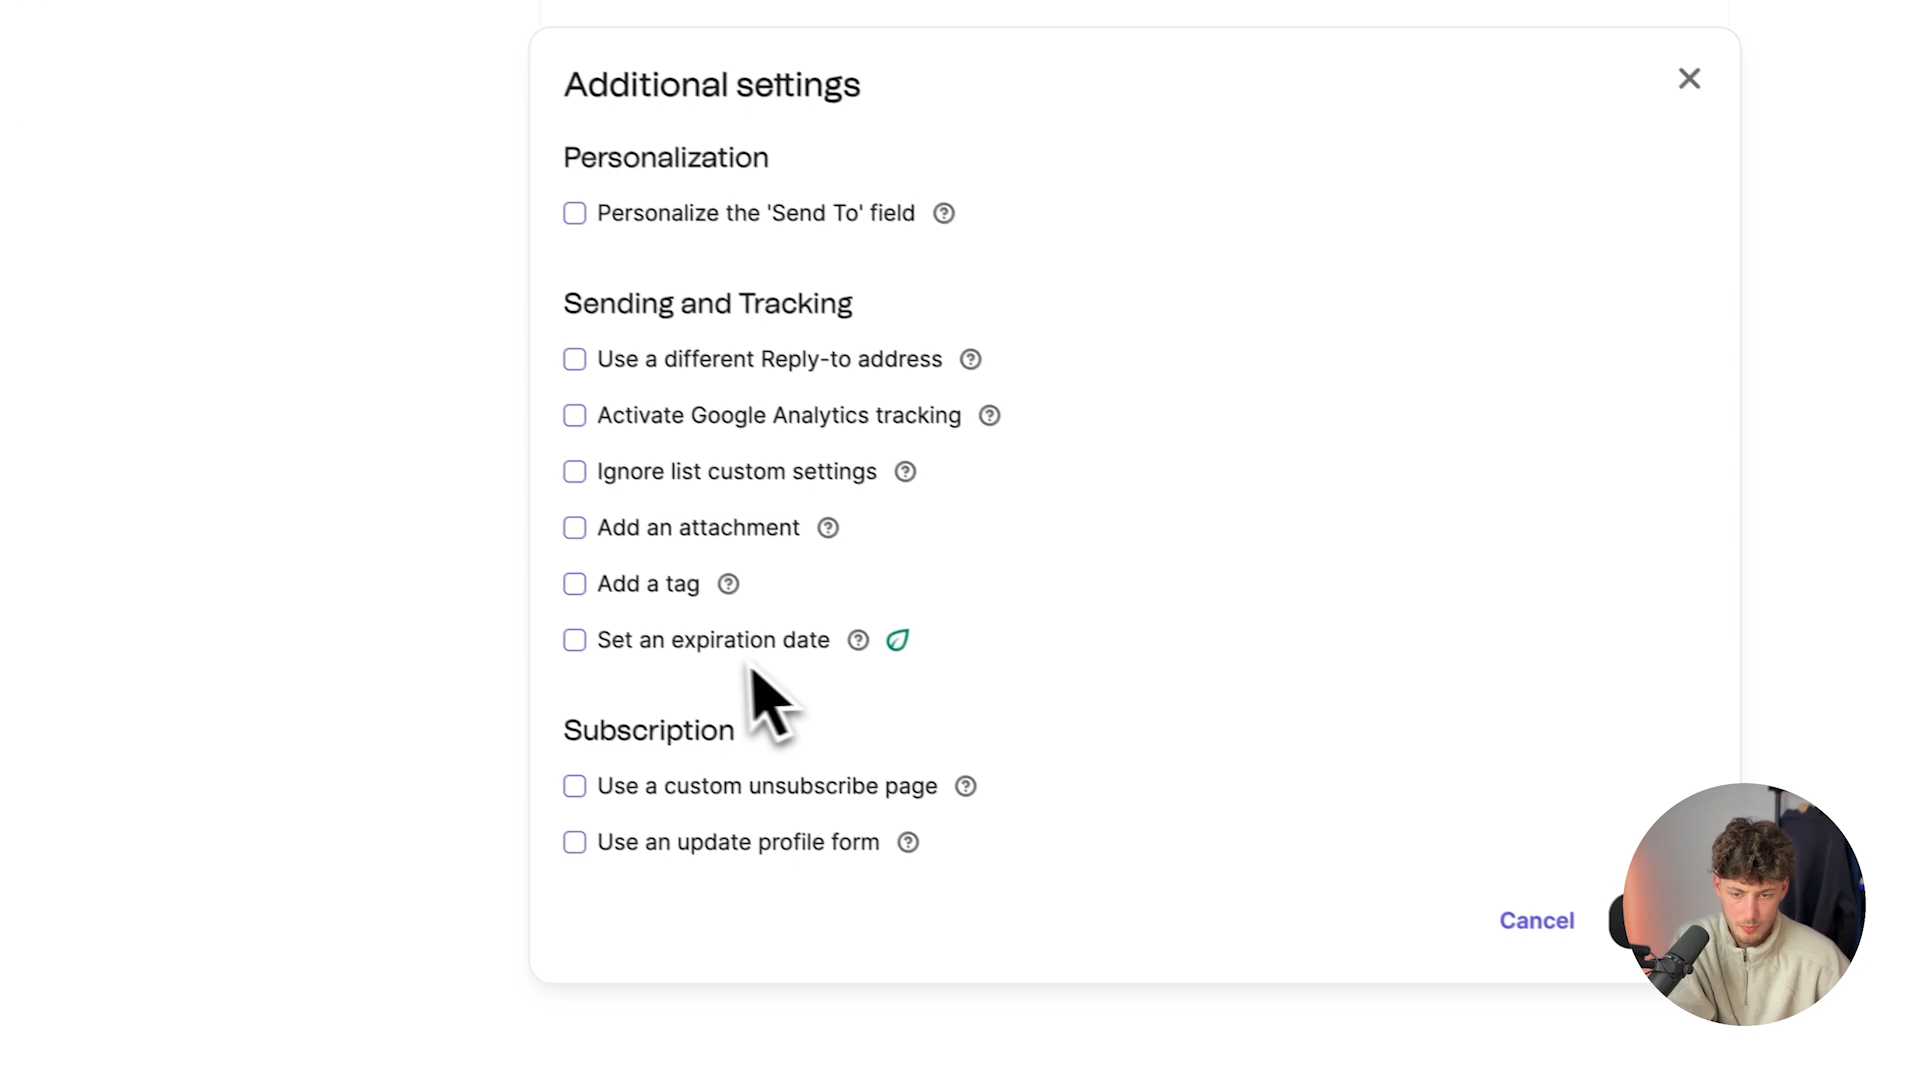 Additional settings
Personalization
Personalize the 'Send To' field
Sending and Tracking
Use a different Reply-to address
Activate Google Analytics tracking
Ignore list custom settings
Add an attachment
Add a tag
Set an expiration date
Subscription
Use a custom unsubscribe page
Use an update profile form
Cancel